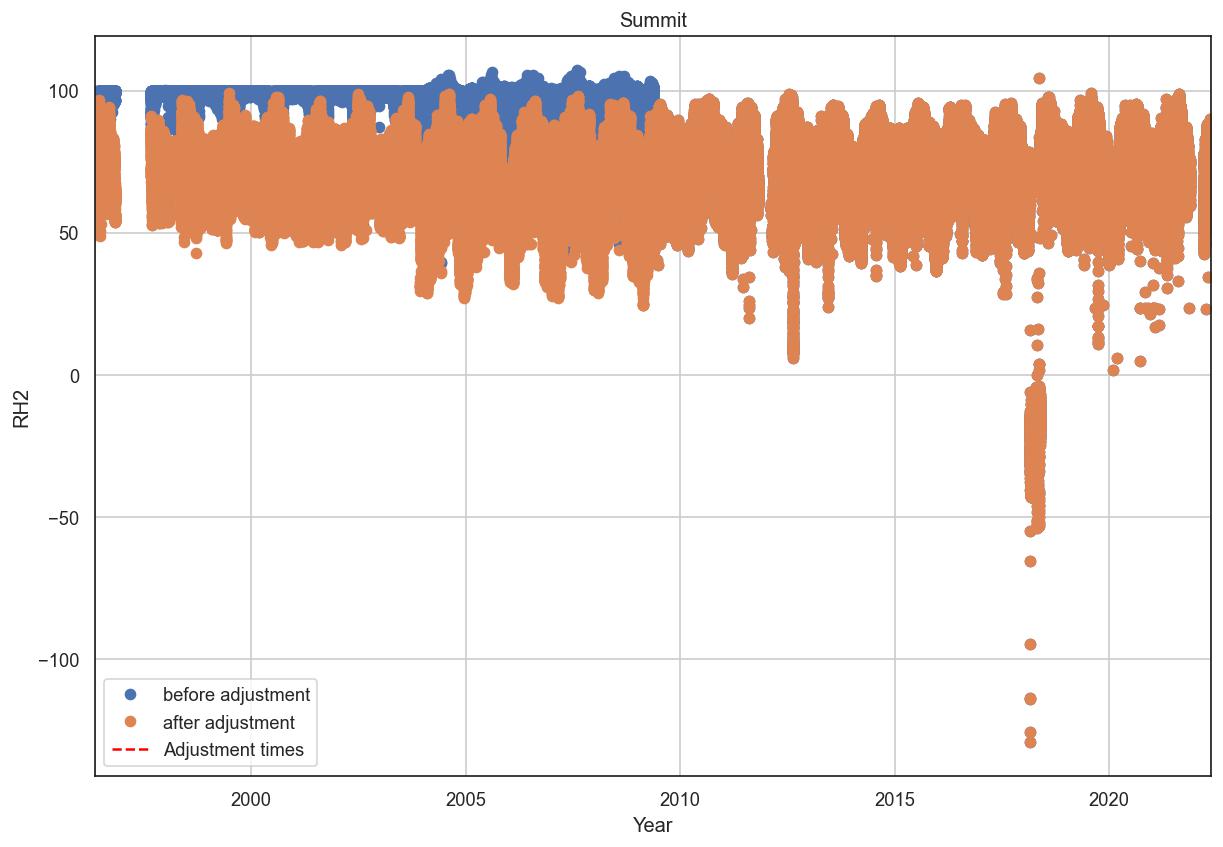 Summit
100
50
0
−50
−100
RH2
before adjustment
after adjustment
Adjustment times
2000 2005 2010 2015 2020
Year